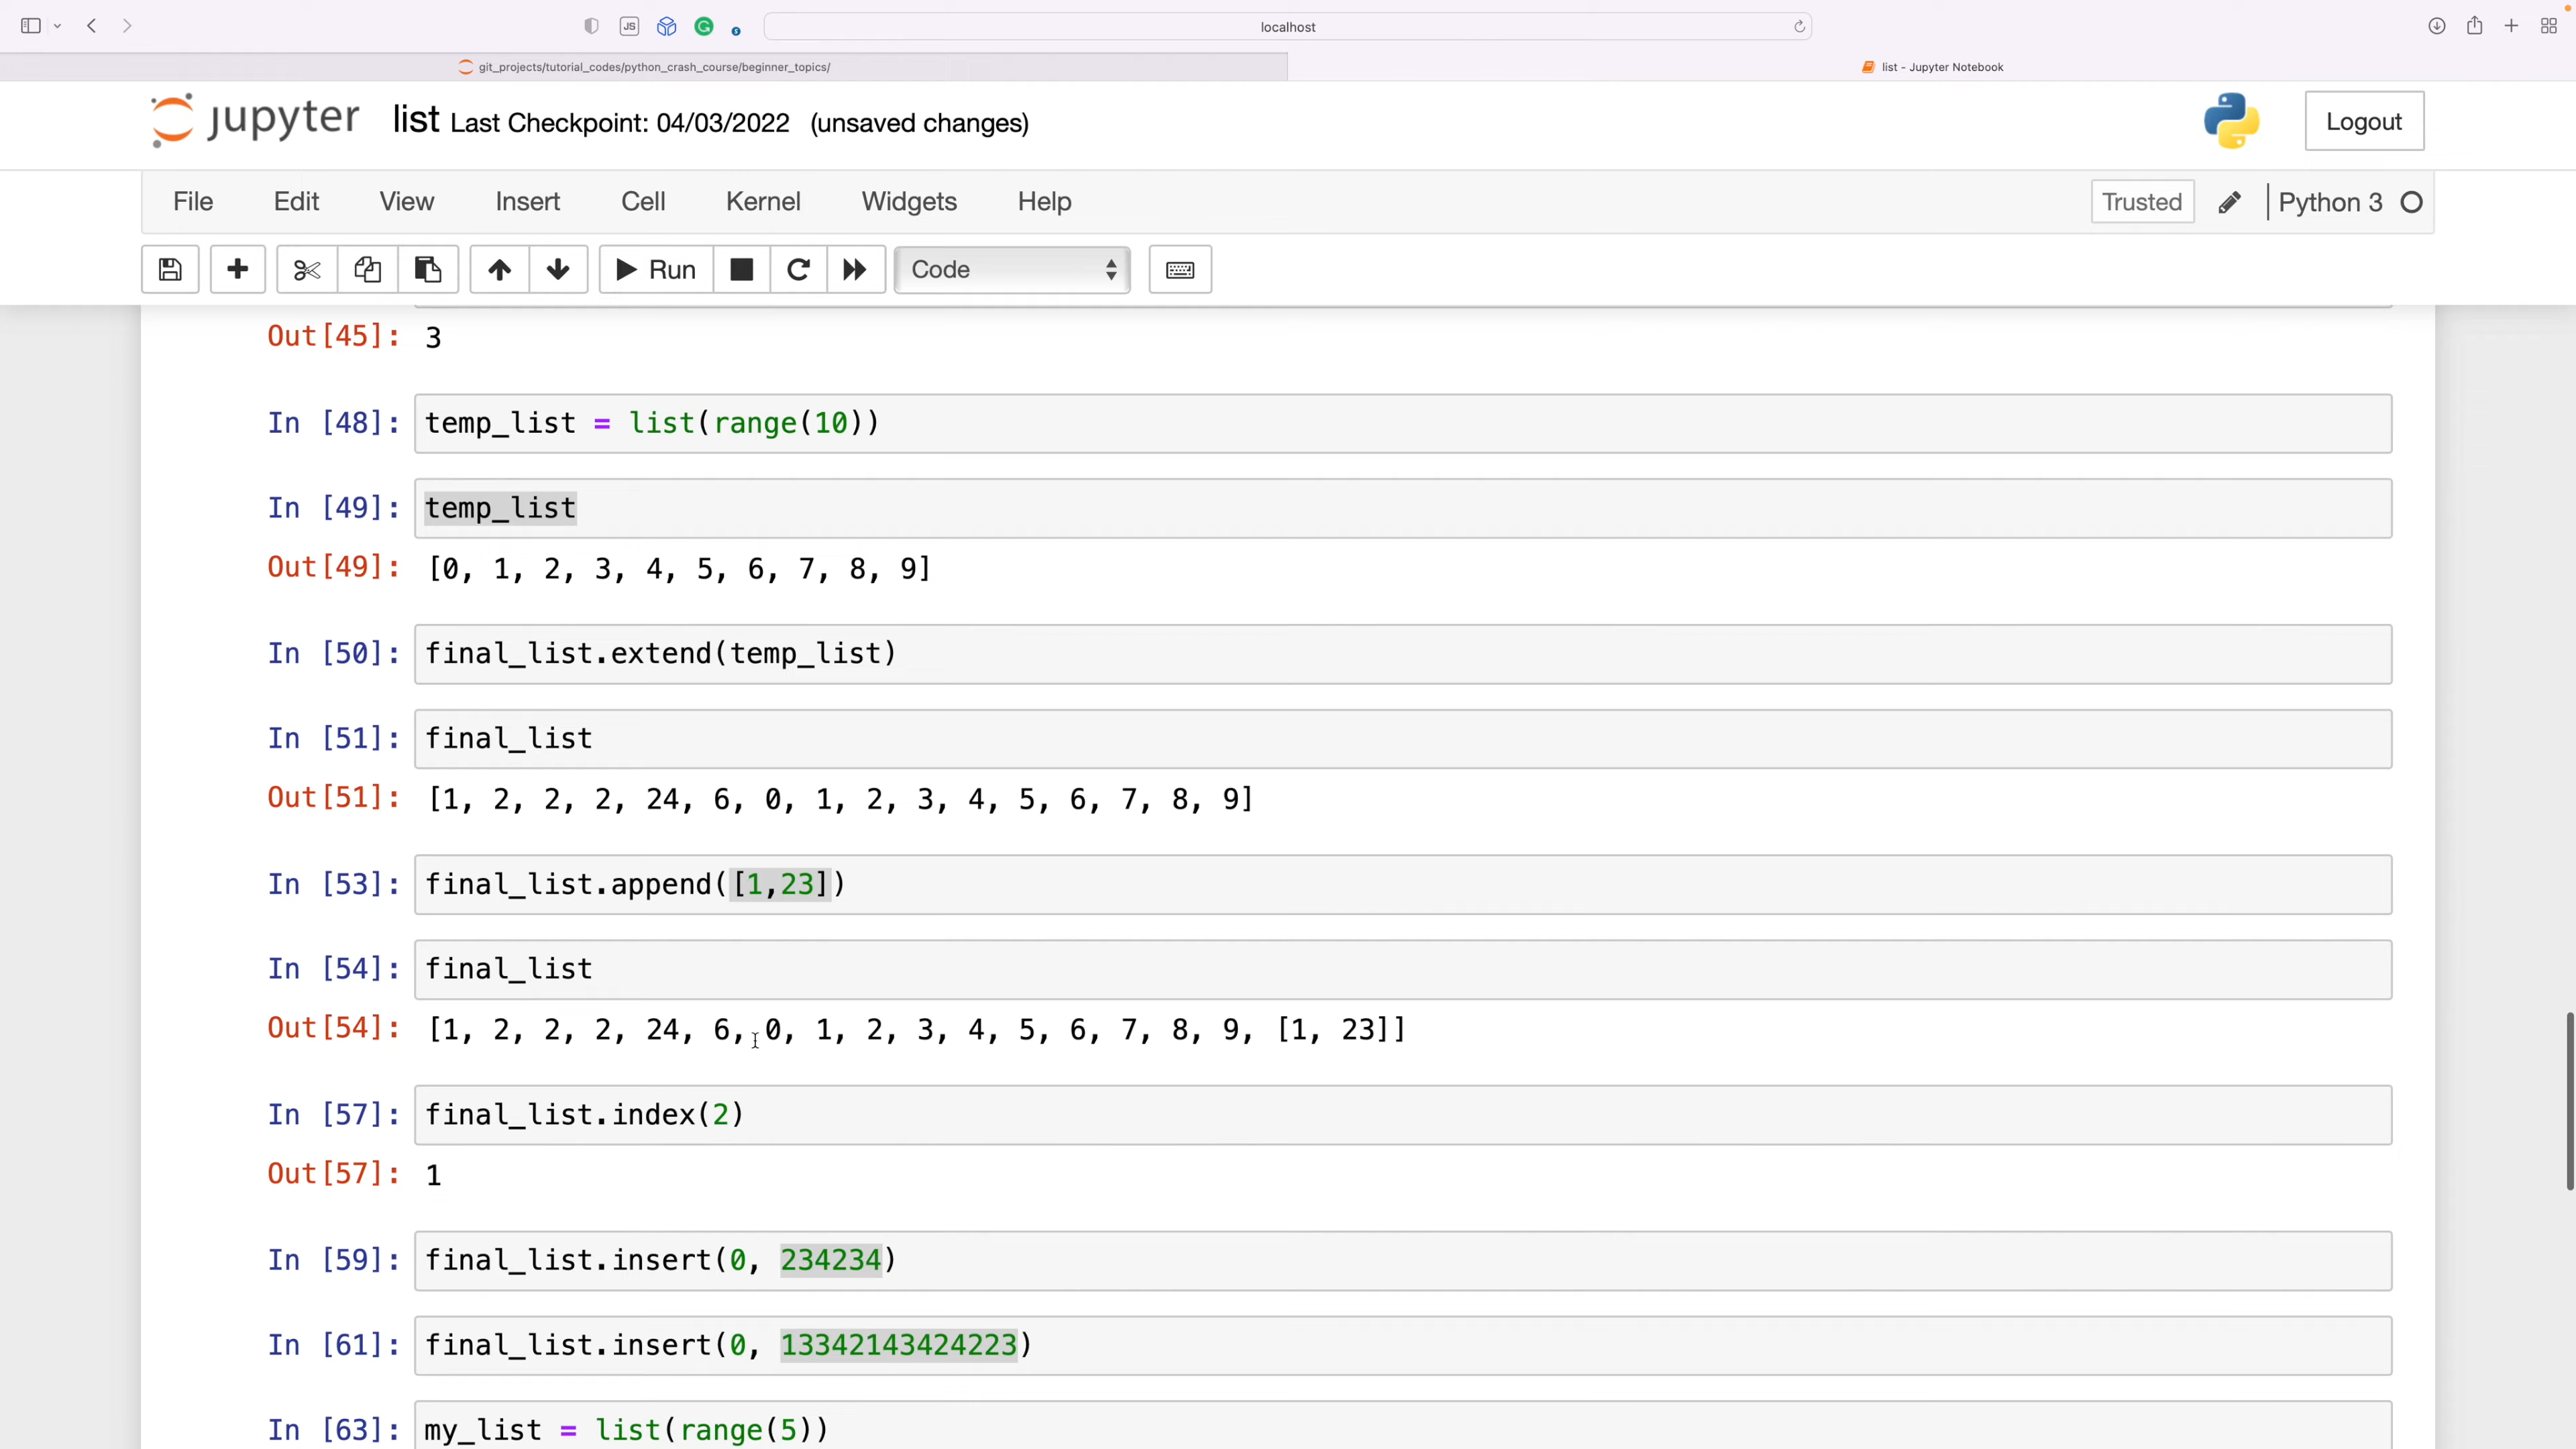 JS
localhost
git_projects/tutorial_codes/python_crash_course/beginner_topics/
list - Jupyter Notebook
jupyter list Last Checkpoint: 04/03/2022 (unsaved changes)
Logout
File Edit View Insert Cell Kernel Widgets Help
Trusted Python 3
Run Code
Out[45]: 3
In [48]: temp_list = list(range(10))
In [49]: temp_list
Out[49]: [0, 1, 2, 3, 4, 5, 6, 7, 8, 9]
In [50]: final_list.extend(temp_list)
In [51]: final_list
Out[51]: [1, 2, 2, 2, 24, 6, 0, 1, 2, 3, 4, 5, 6, 7, 8, 9]
In [53]: final_list.append([1,23])
In [54]: final_list
Out[54]: [1, 2, 2, 2, 24, 6, 0, 1, 2, 3, 4, 5, 6, 7, 8, 9, [1, 23]]
In [57]: final_list.index(2)
Out[57]: 1
In [59]: final_list.insert(0, 234234)
In [61]: final_list.insert(0, 13342143424223)
In [63]: my_list = list(range(5))